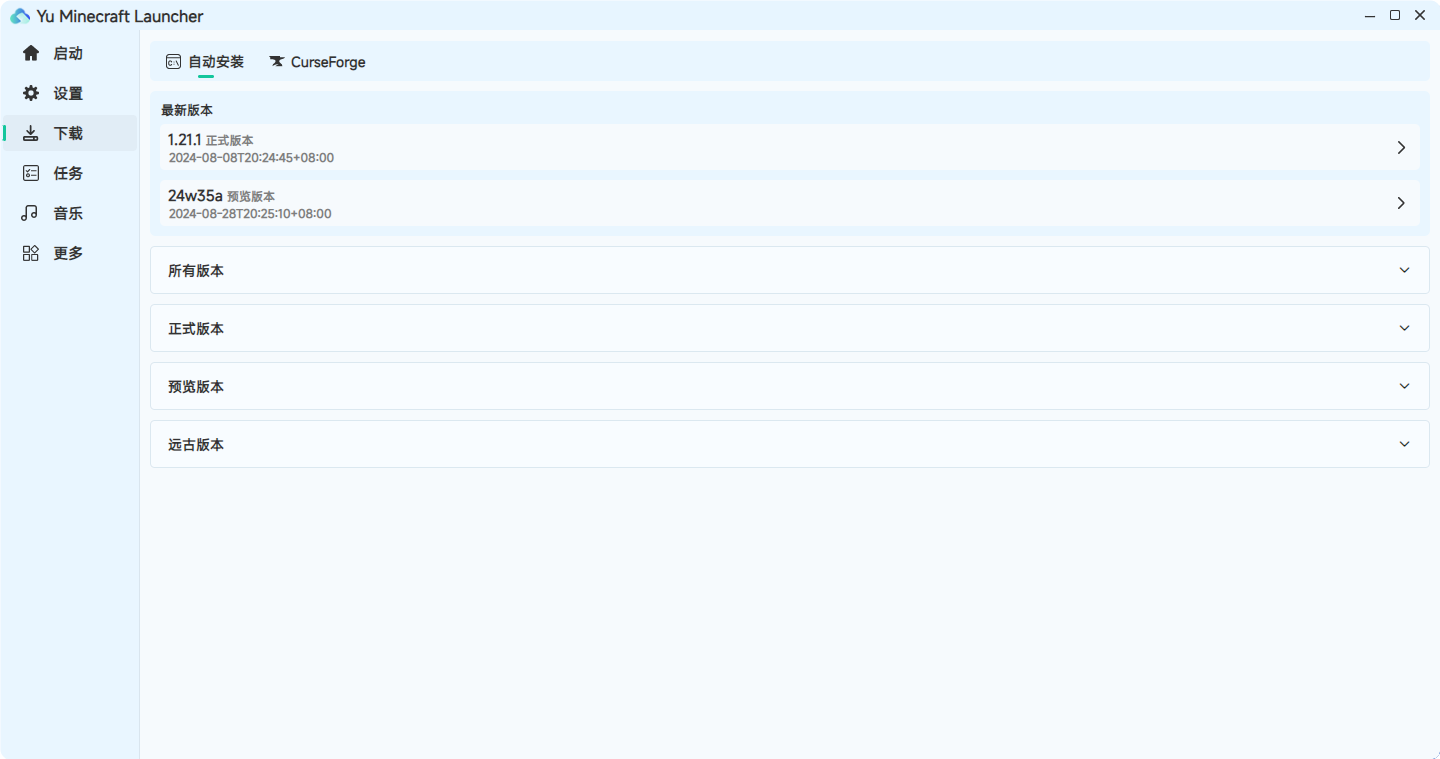 Yu Minecraft Launcher
启动
设置
下载
任务
音乐
更多
自动安装 CurseForge
最新版本
1.21.1 正式版本
2024-08-08T20:24:45+08:00
24w35a 预览版本
2024-08-28T20:25:10+08:00
所有版本
正式版本
预览版本
远古版本